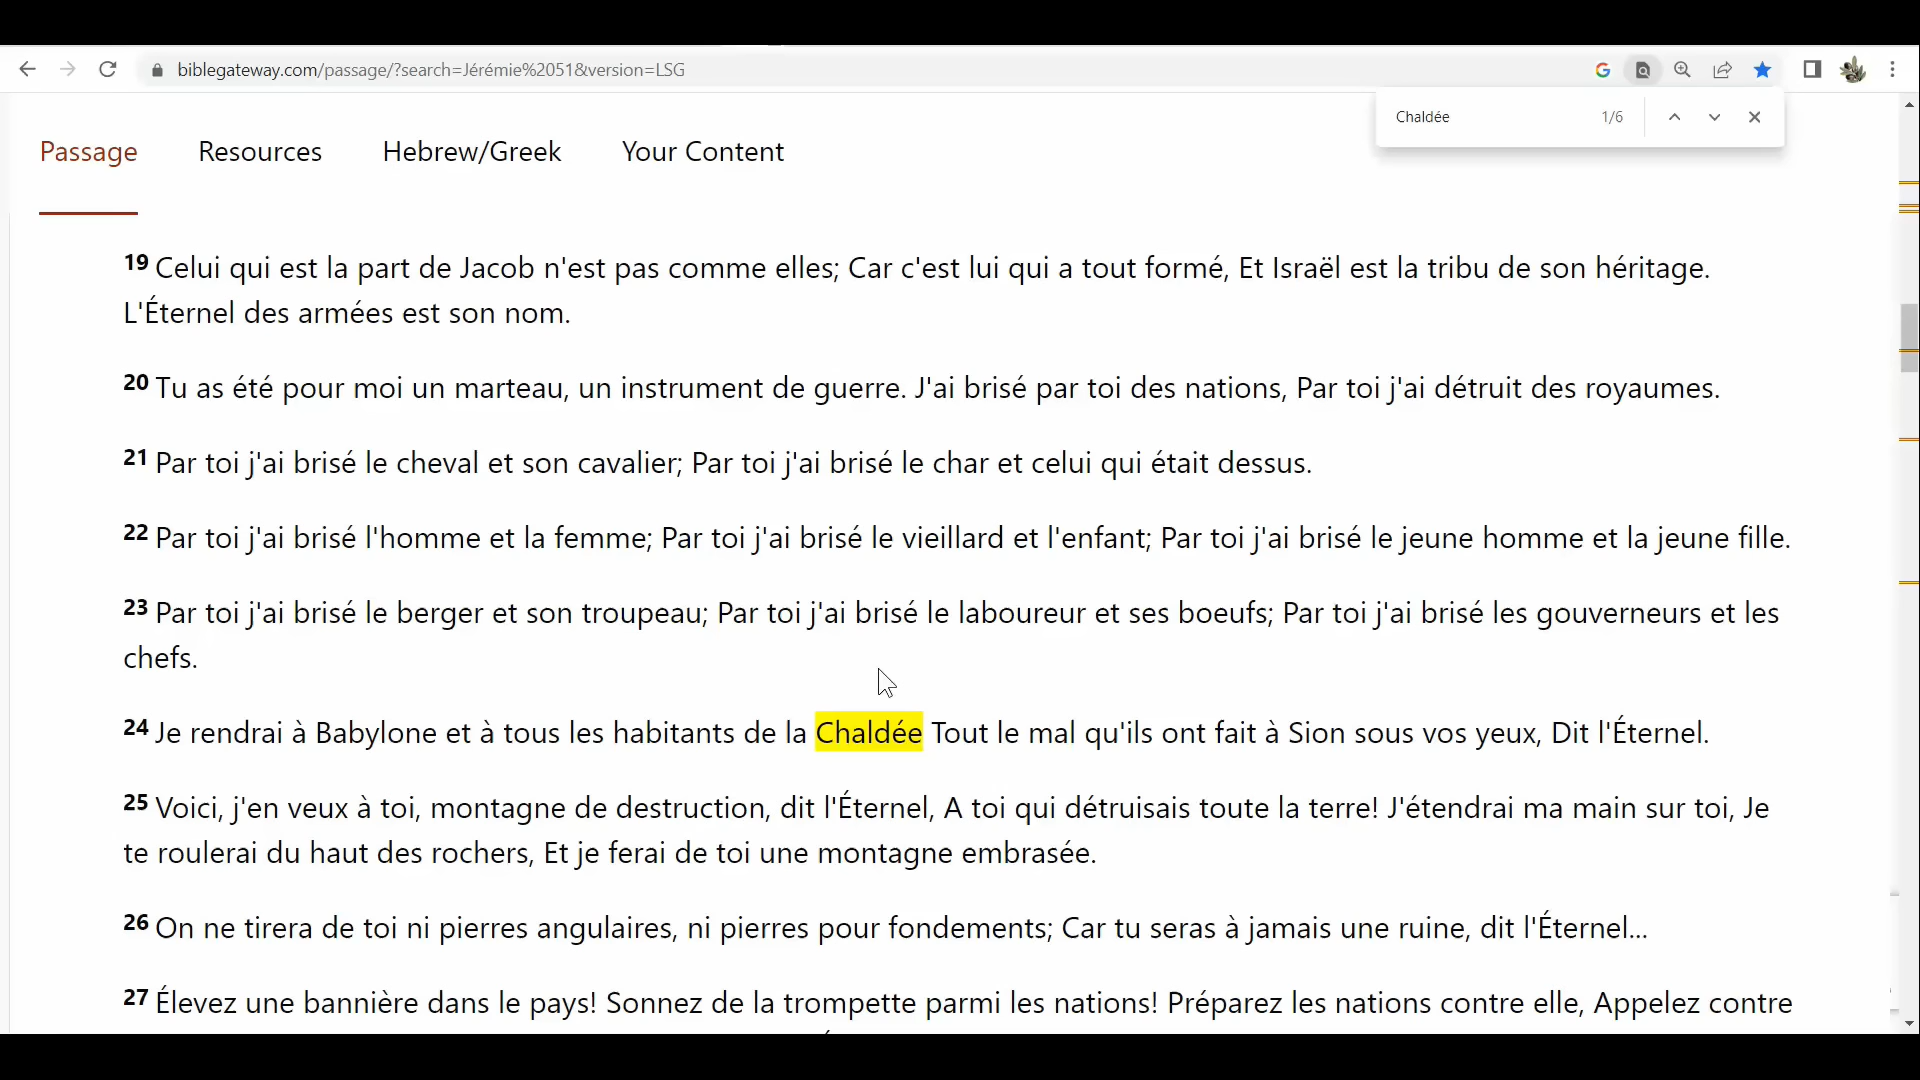 biblegateway.com/passage/?search=Jérémie%2051&version=LSG
Chaldée 1/6
Passage Resources Hebrew/Greek Your Content
19 Celui qui est la part de Jacob n'est pas comme elles; Car c'est lui qui a tout formé, Et Israël est la tribu de son héritage.
L'Éternel des armées est son nom.
20 Tu as été pour moi un marteau, un instrument de guerre. J'ai brisé par toi des nations, Par toi j'ai détruit des royaumes.
21 Par toi j'ai brisé le cheval et son cavalier; Par toi j'ai brisé le char et celui qui était dessus.
22 Par toi j'ai brisé l'homme et la femme; Par toi j'ai brisé le vieillard et l'enfant; Par toi j'ai brisé le jeune homme et la jeune fille.
23 Par toi j'ai brisé le berger et son troupeau; Par toi j'ai brisé le laboureur et ses boeufs; Par toi j'ai brisé les gouverneurs et les
chefs.
24 Je rendrai à Babylone et à tous les habitants de la Chaldée Tout le mal qu'ils ont fait à Sion sous vos yeux, Dit l'Éternel.
25 Voici, j'en veux à toi, montagne de destruction, dit l'Éternel, A toi qui détruisais toute la terre! J'étendrai ma main sur toi, Je
te roulerai du haut des rochers, Et je ferai de toi une montagne embrasée.
26 On ne tirera de toi ni pierres angulaires, ni pierres pour fondements; Car tu seras à jamais une ruine, dit l'Éternel...
27 Élevez une bannière dans le pays! Sonnez de la trompette parmi les nations! Préparez les nations contre elle, Appelez contre